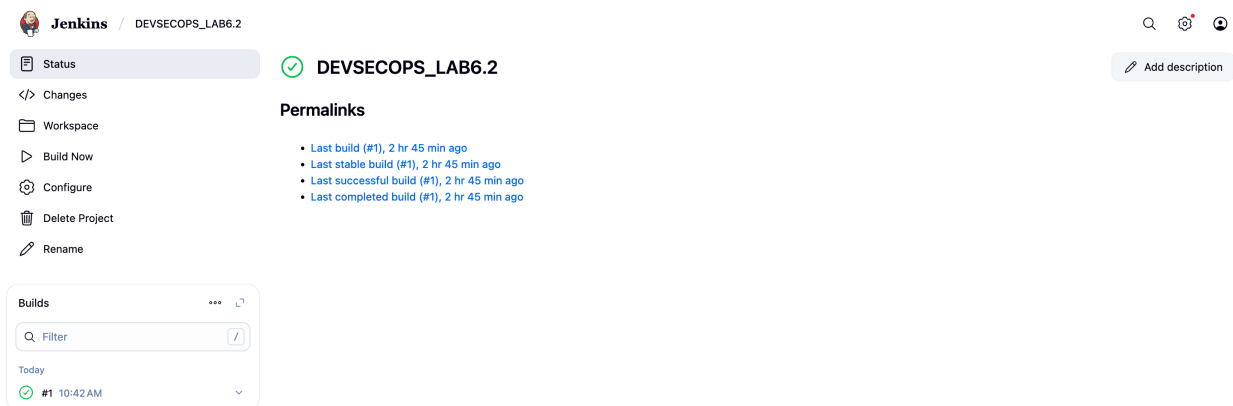 Jenkins / DEVSECOPS_LAB6.2
Status
Changes
Workspace
Build Now
Configure
Delete Project
Rename
Builds
Filter /
Today
#1 10:42 AM
DEVSECOPS_LAB6.2
Add description
Permalinks
Last build (#1), 2 hr 45 min ago
Last stable build (#1), 2 hr 45 min ago
Last successful build (#1), 2 hr 45 min ago
Last completed build (#1), 2 hr 45 min ago